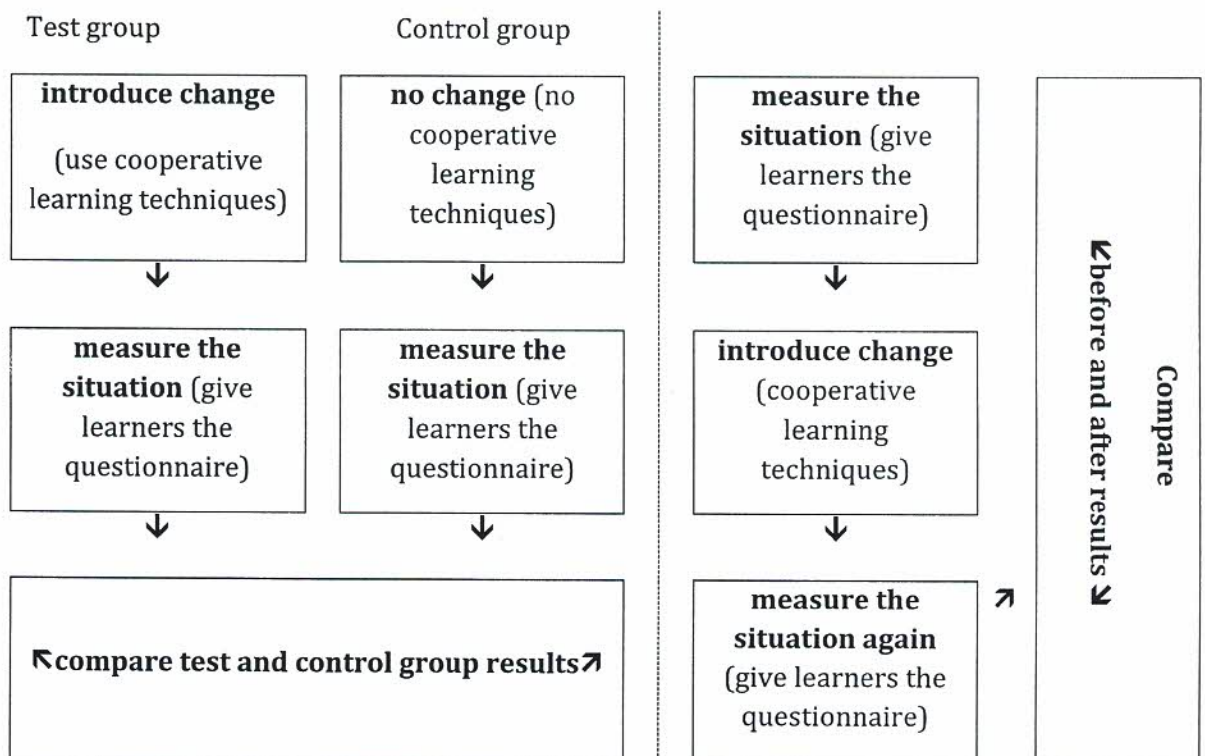 Test group
Control group
introduce change
(use cooperative
learning techniques)
↓
no change (no
cooperative
learning
techniques)
↓
measure the
situation (give
learners the
questionnaire)
↓
measure the
situation (give
learners the
questionnaire)
↓
↖compare test and control group results↗
measure the
situation (give
learners the
questionnaire)
↓
introduce change
(cooperative
learning
techniques)
↓
measure the
situation again
(give learners the
questionnaire)
↗
Compare
↖before and after results↘